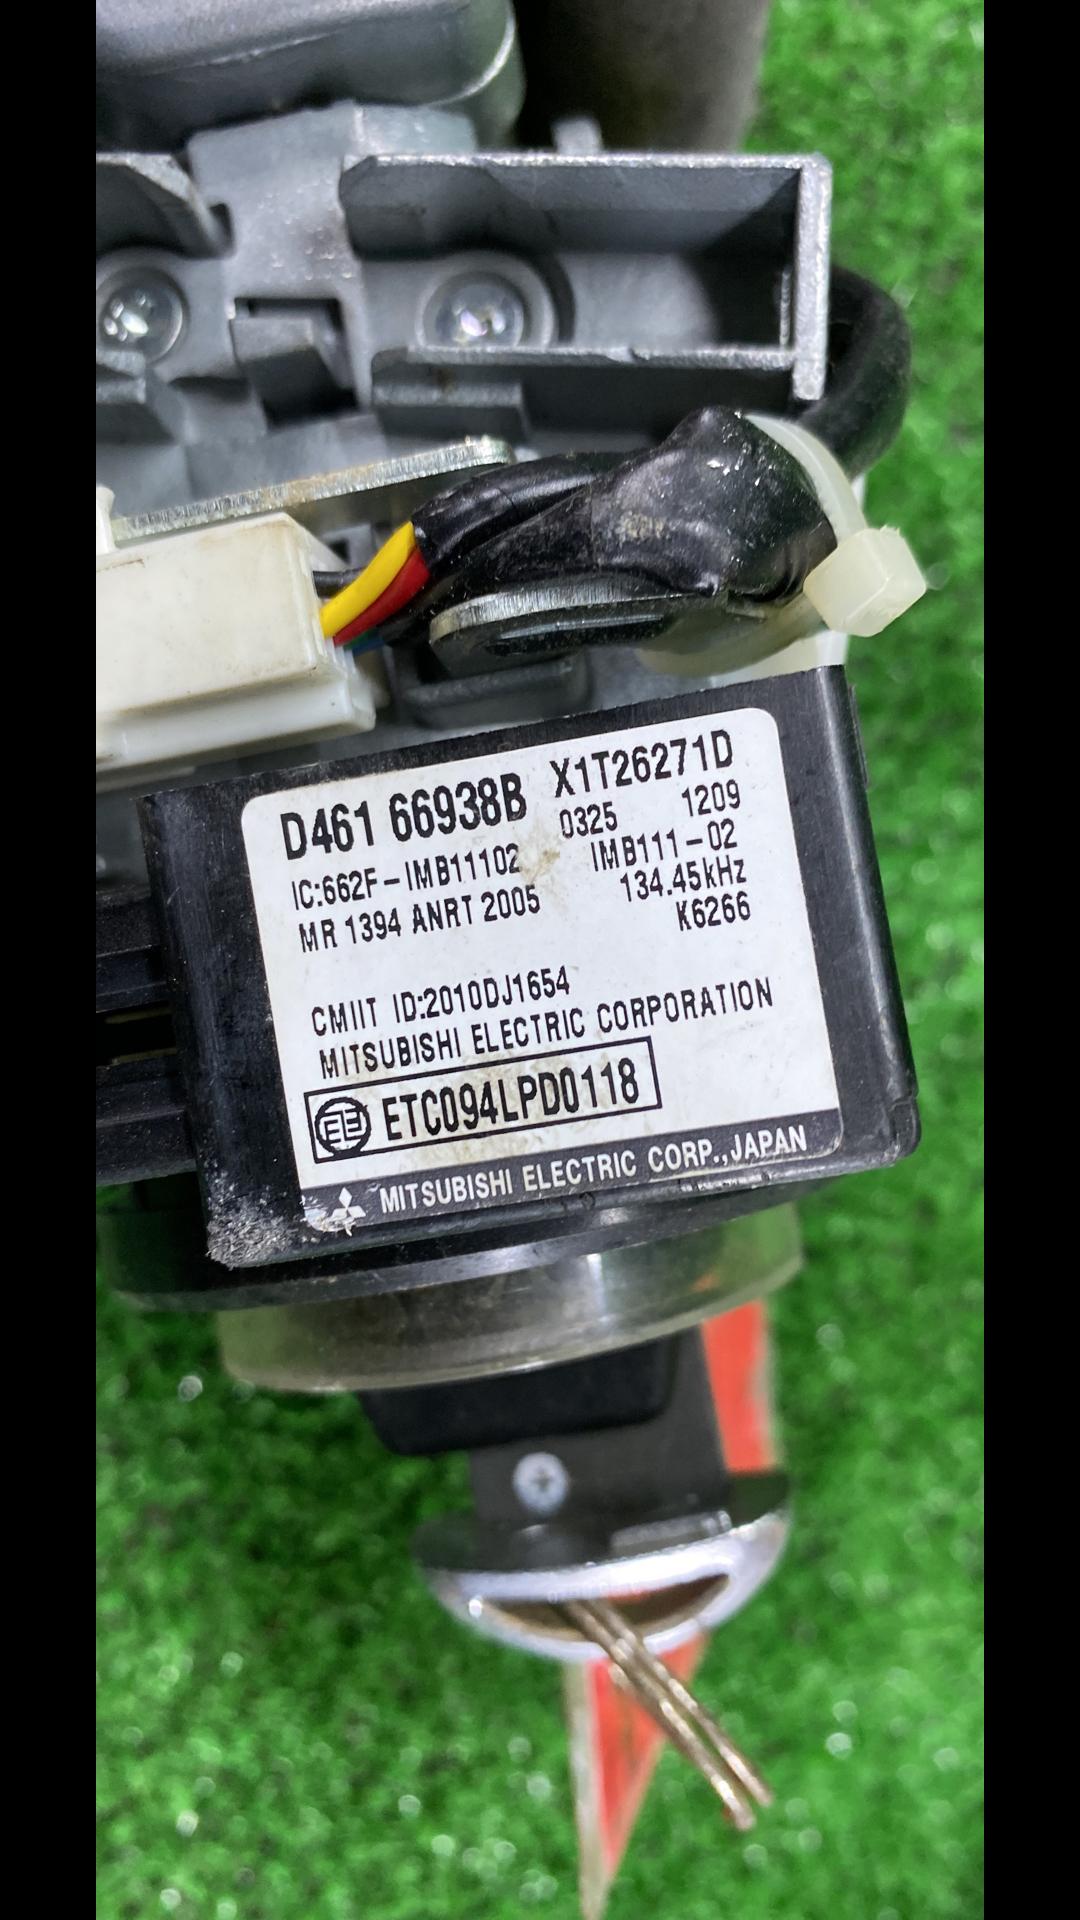 D461 66938B X1T26271D
0325 1209
IC:662F-IMB11102 IMB111-02
MR 1394 ANRT 2005 134.45kHz
K6266
CMIIT ID:2010DJ1654
MITSUBISHI ELECTRIC CORPORATION
ETC094LPD0118
MITSUBISHI ELECTRIC CORP.,JAPAN